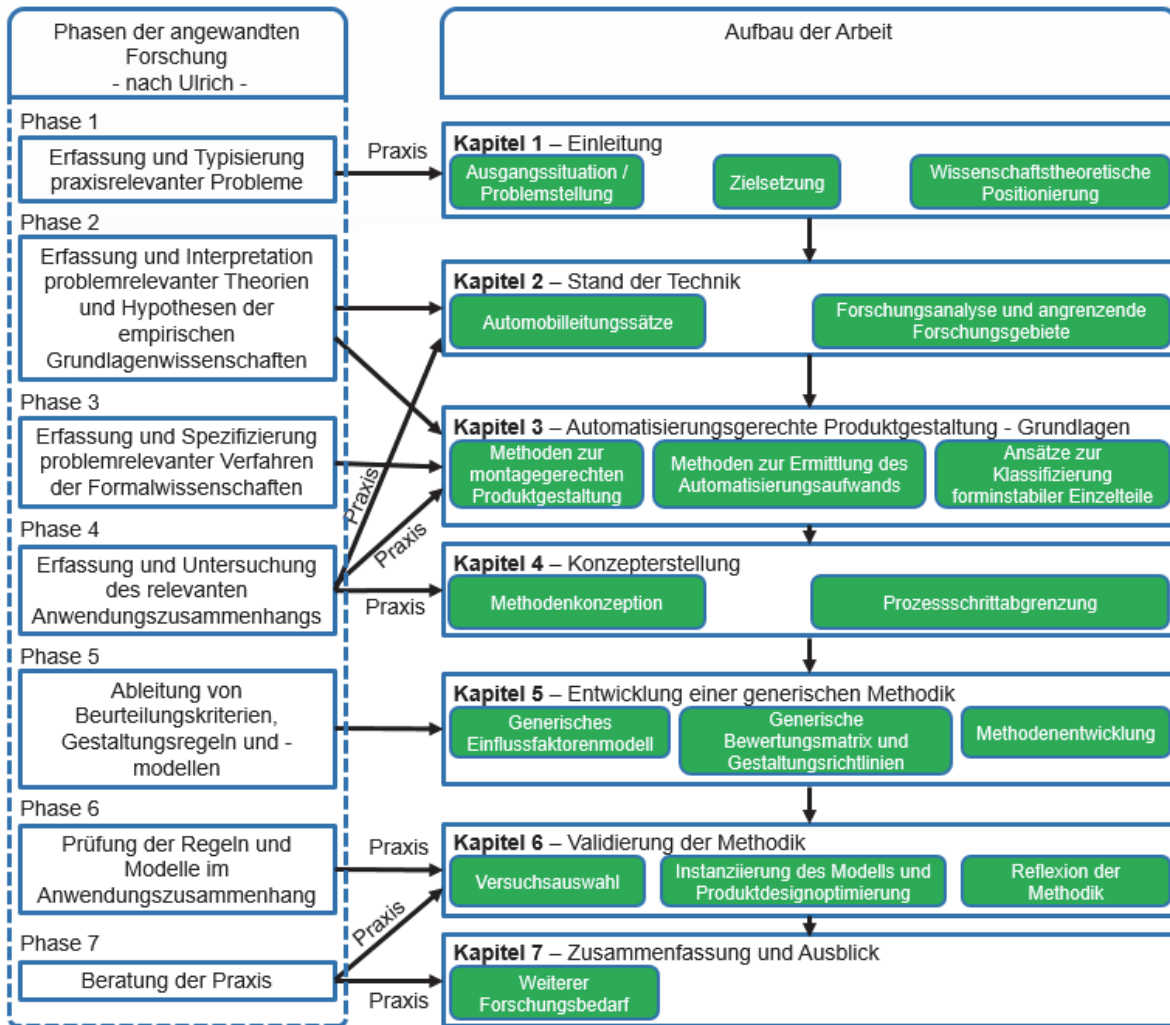 Phasen der angewandten
Forschung
- nach Ulrich -
Aufbau der Arbeit
Phase 1
Erfassung und Typisierung
praxisrelevanter Probleme
Praxis
Kapitel 1 – Einleitung
Ausgangssituation /
Problemstellung
Zielsetzung
Wissenschaftstheoretische
Positionierung
Phase 2
Erfassung und Interpretation
problemrelevanter Theorien
und Hypothesen der
empirischen
Grundlagenwissenschaften
Kapitel 2 – Stand der Technik
Automobilleitungssätze
Forschungsanalyse und angrenzende
Forschungsgebiete
Phase 3
Erfassung und Spezifizierung
problemrelevanter Verfahren
der Formalwissenschaften
Kapitel 3 – Automatisierungsgerechte Produktgestaltung - Grundlagen
Methoden zur
montagegerechten
Produktgestaltung
Methoden zur Ermittlung des
Automatisierungsaufwands
Ansätze zur
Klassifizierung
forminstabiler Einzelteile
Phase 4
Erfassung und Untersuchung
des relevanten
Anwendungszusammenhangs
Praxis
Praxis
Praxis
Kapitel 4 – Konzepterstellung
Methodenkonzeption
Prozessschrittabgrenzung
Phase 5
Ableitung von
Beurteilungskriterien,
Gestaltungsregeln und -
modellen
Kapitel 5 – Entwicklung einer generischen Methodik
Generisches
Einflussfaktorenmodell
Generische
Bewertungsmatrix und
Gestaltungsrichtlinien
Methodenentwicklung
Phase 6
Prüfung der Regeln und
Modelle im
Anwendungszusammenhang
Praxis
Kapitel 6 – Validierung der Methodik
Versuchsauswahl
Instanziierung des Modells und
Produktdesignoptimierung
Reflexion der
Methodik
Phase 7
Beratung der Praxis
Praxis
Praxis
Kapitel 7 – Zusammenfassung und Ausblick
Weiterer
Forschungsbedarf